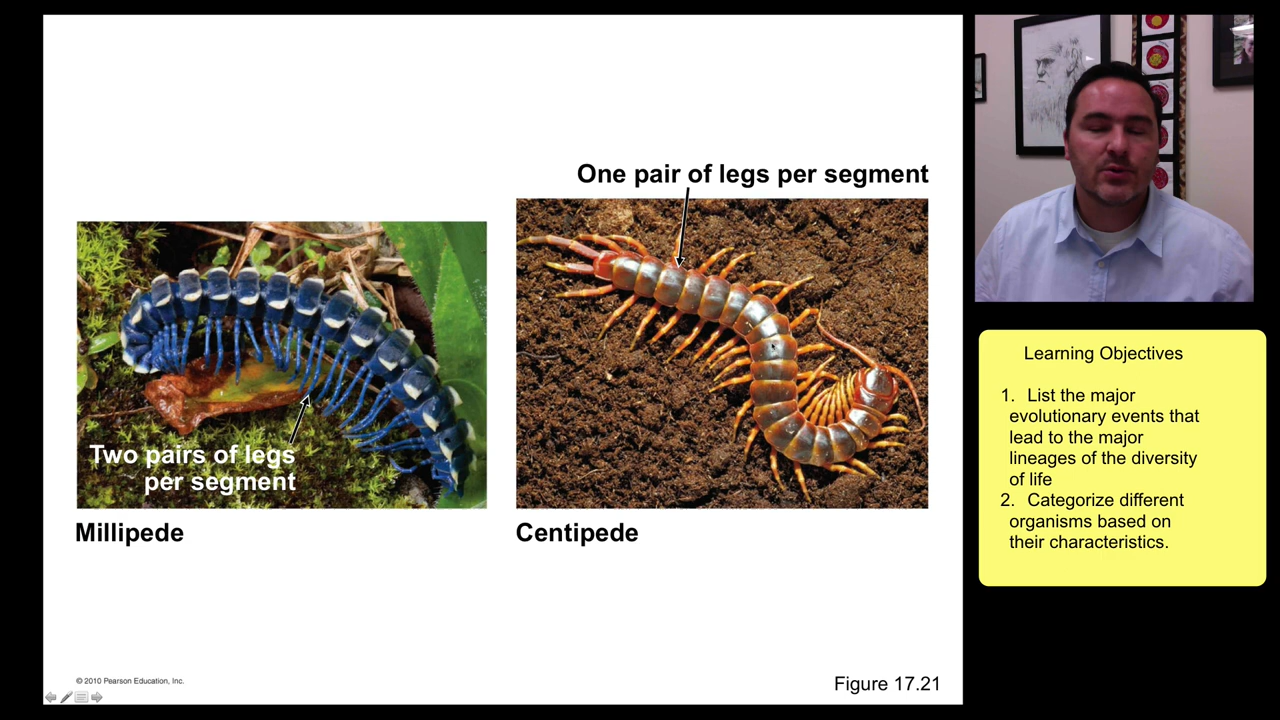 One pair of legs per segment
Two pairs of legs
per segment
Millipede
Centipede
© 2010 Pearson Education, Inc.
Figure 17.21
Learning Objectives
1. List the major
evolutionary events that
lead to the major
lineages of the diversity
of life
2. Categorize different
organisms based on
their characteristics.